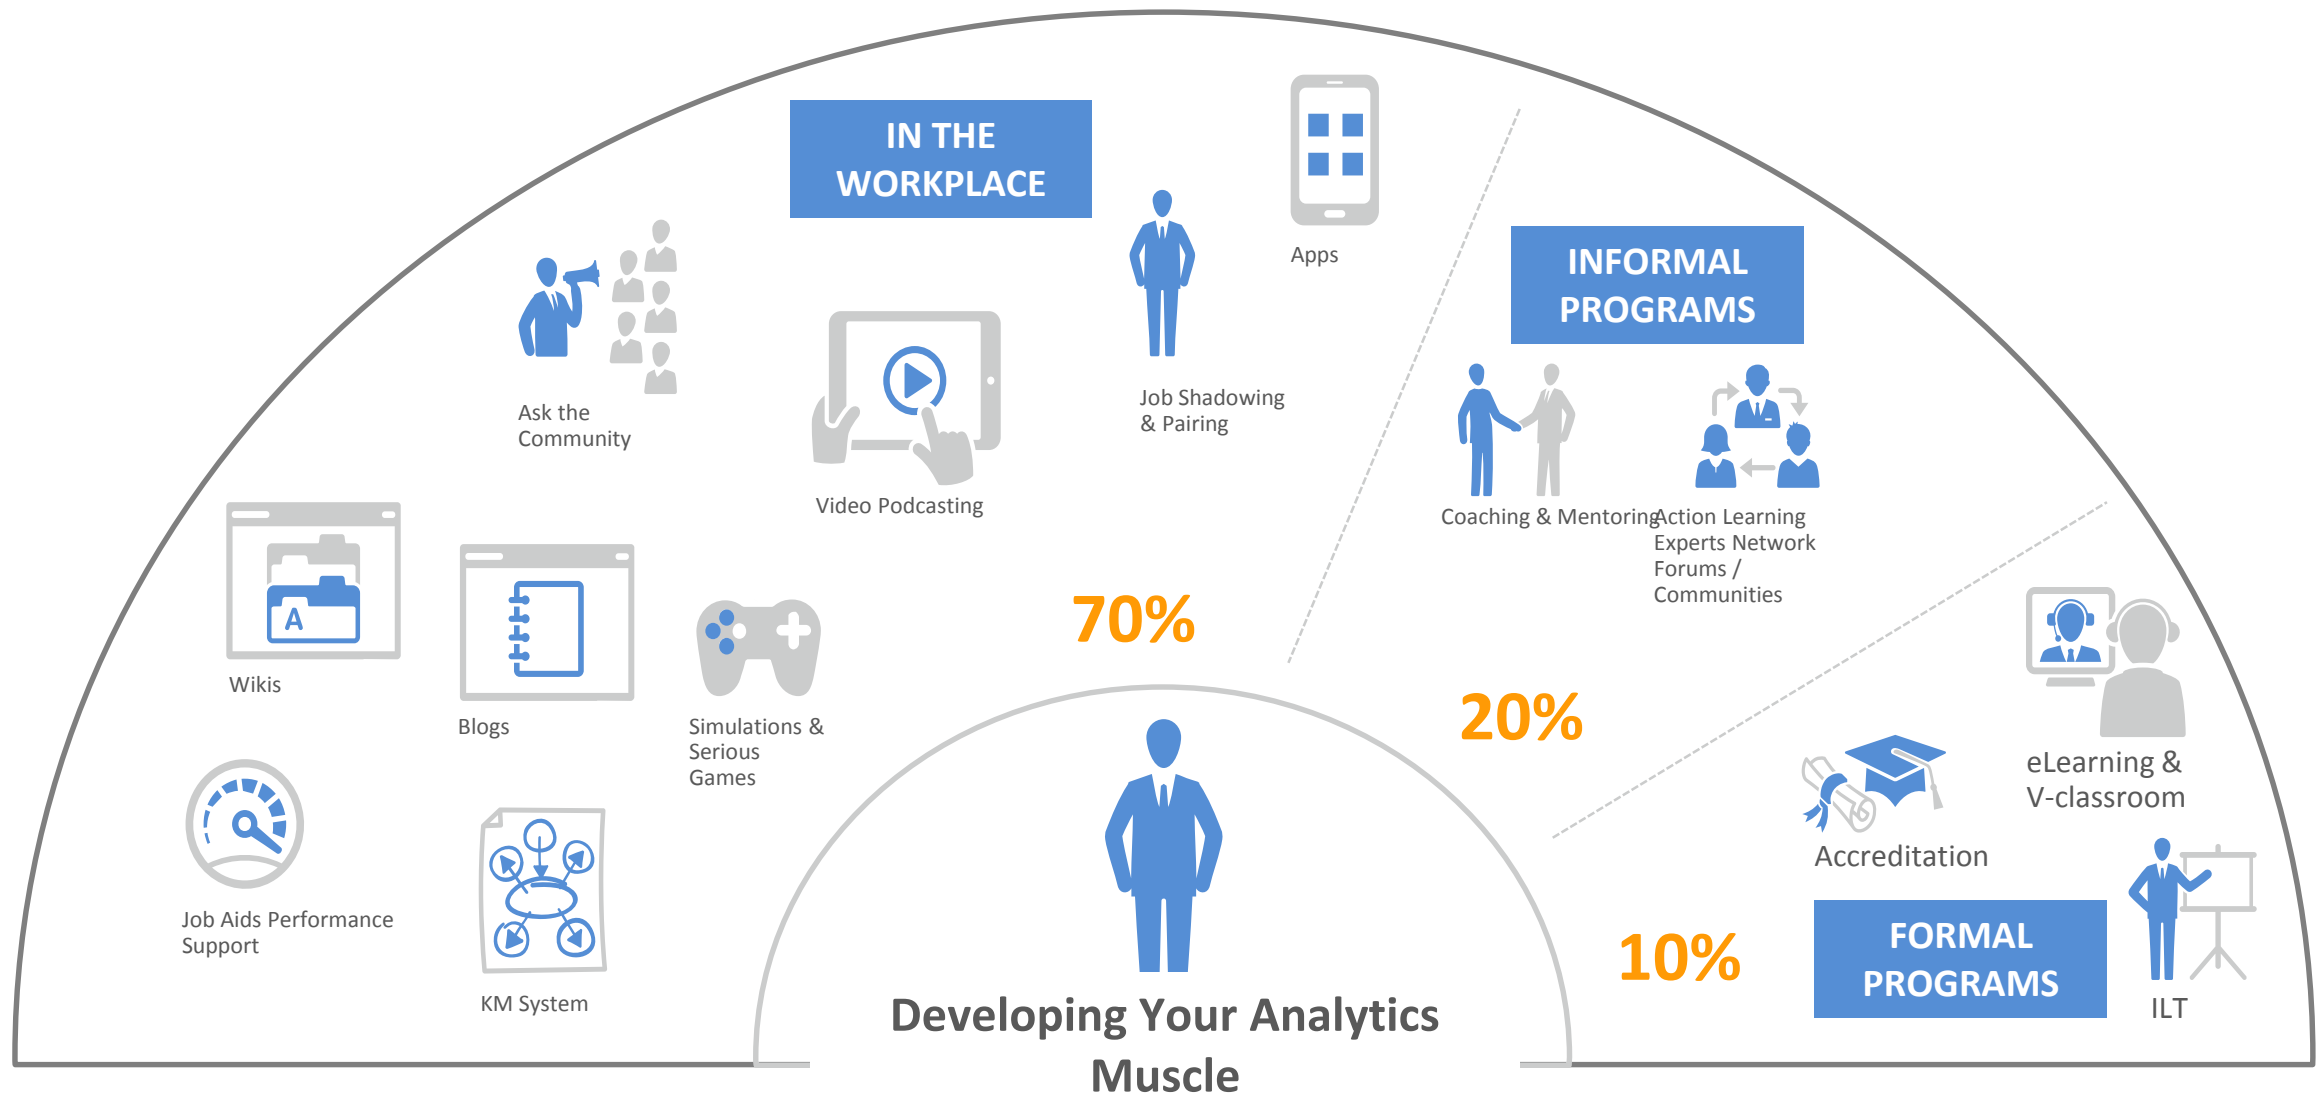 IN THE
WORKPLACE
Apps
Job Shadowing
& Pairing
Ask the
Community
Video Podcasting
Wikis
Blogs
Simulations &
Serious
Games
Job Aids Performance
Support
KM System
70%
INFORMAL
PROGRAMS
Coaching & Mentoring
Action Learning
Experts Network
Forums /
Communities
20%
eLearning &
V-classroom
Accreditation
10%
FORMAL
PROGRAMS
ILT
A
Developing Your Analytics
Muscle